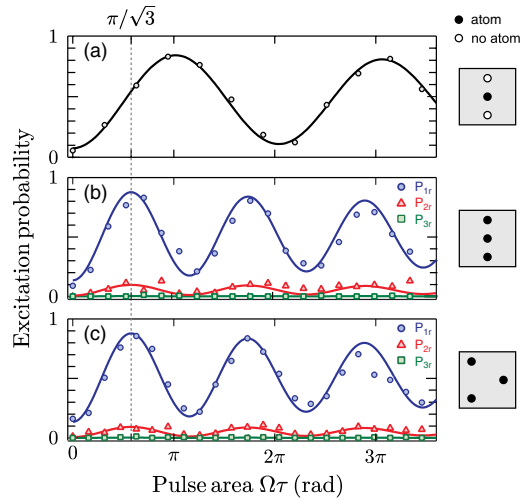 π/√3
atom
no atom
Excitation probability
1
(a)
0
1
(b)
P1r
P2r
P3r
0
1
(c)
P1r
P2r
P3r
0
0 π 2π 3π
Pulse area Ωτ (rad)